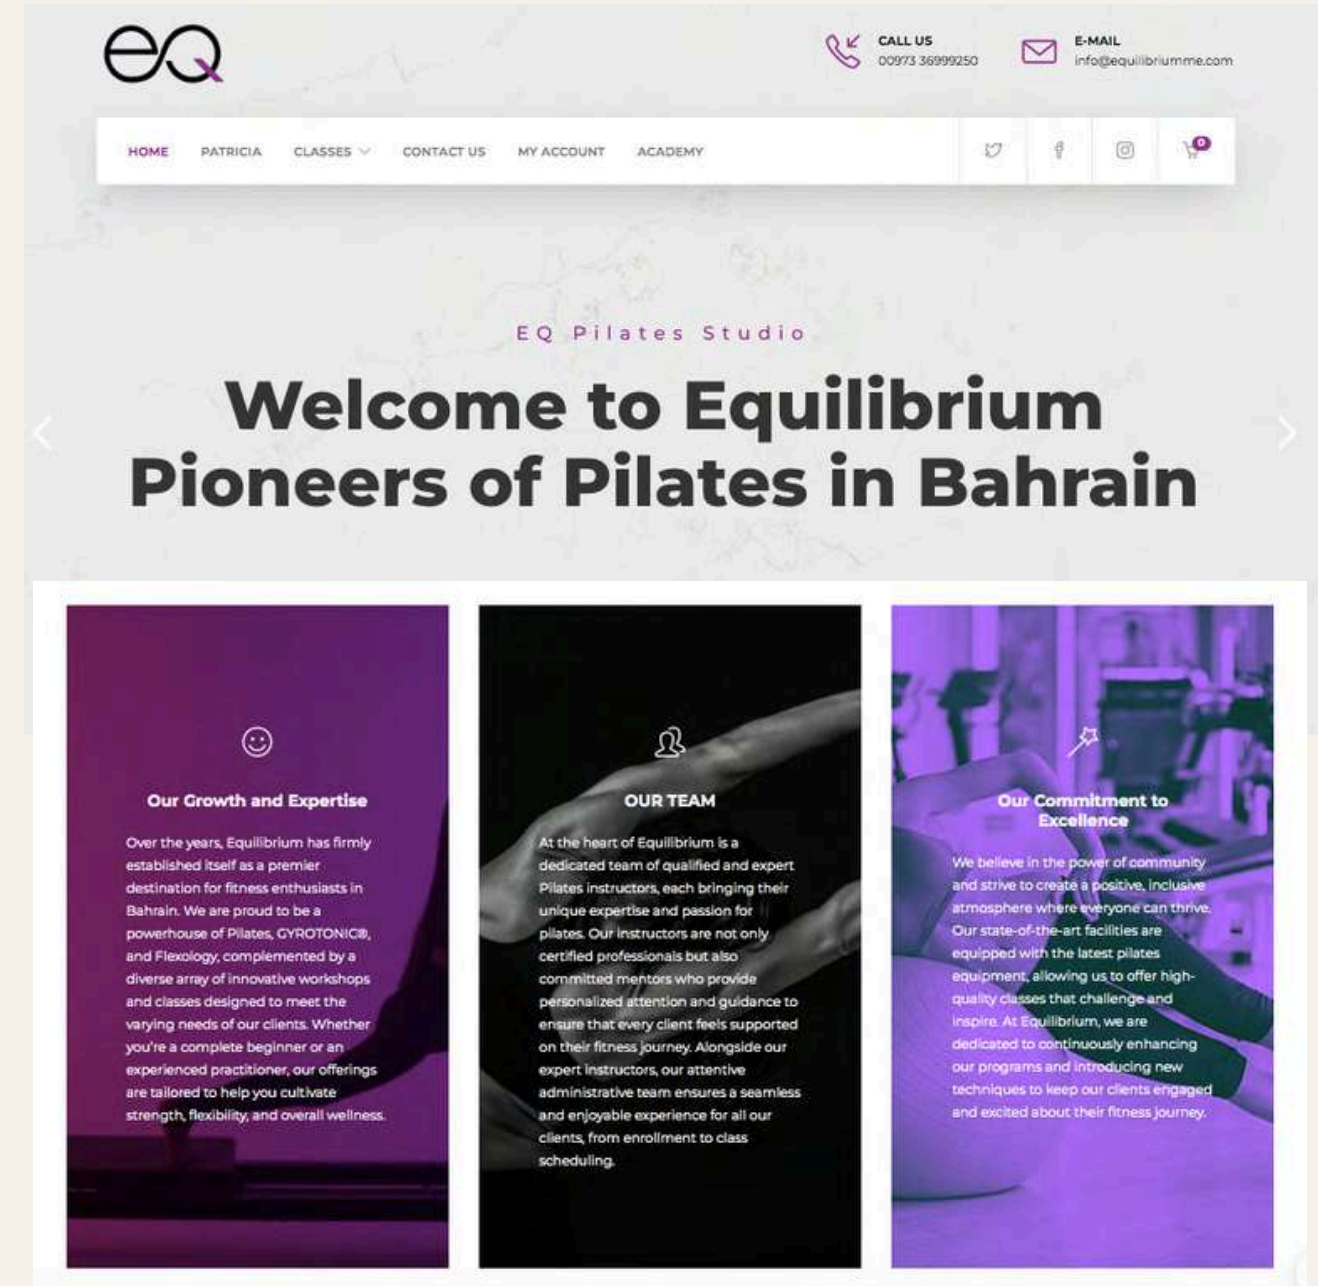 eQ
CALL US
00973 36999250
E-MAIL
info@equilibriumme.com
HOME PATRICIA CLASSES CONTACT US MY ACCOUNT ACADEMY
0
EQ Pilates Studio
Welcome to Equilibrium
Pioneers of Pilates in Bahrain
Our Growth and Expertise
Over the years, Equilibrium has firmly
established itself as a premier
destination for fitness enthusiasts in
Bahrain. We are proud to be a
powerhouse of Pilates, GYROTONIC®,
and Flexology, complemented by a
diverse array of innovative workshops
and classes designed to meet the
varying needs of our clients. Whether
you're a complete beginner or an
experienced practitioner, our offerings
are tailored to help you cultivate
strength, flexibility, and overall wellness.
OUR TEAM
At the heart of Equilibrium is a
dedicated team of qualified and expert
Pilates instructors, each bringing their
unique expertise and passion for
pilates. Our instructors are not only
certified professionals but also
committed mentors who provide
personalized attention and guidance to
ensure that every client feels supported
on their fitness journey. Alongside our
expert instructors, our attentive
administrative team ensures a seamless
and enjoyable experience for all our
clients, from enrollment to class
scheduling.
Our Commitment to
Excellence
We believe in the power of community
and strive to create a positive, inclusive
atmosphere where everyone can thrive.
Our state-of-the-art facilities are
equipped with the latest pilates
equipment, allowing us to offer high-
quality classes that challenge and
inspire. At Equilibrium, we are
dedicated to continuously enhancing
our programs and introducing new
techniques to keep our clients engaged
and excited about their fitness journey.